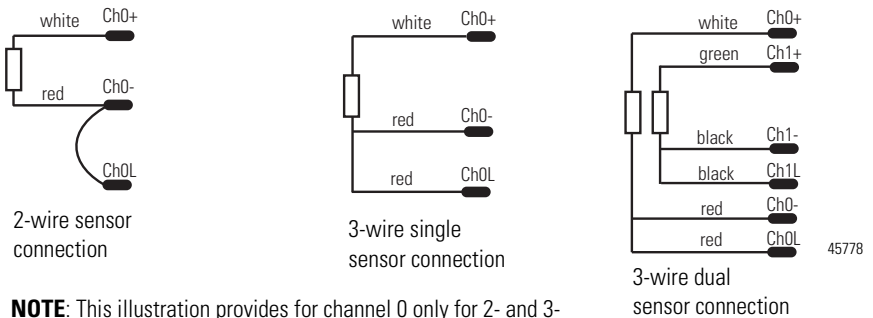 white Ch0+
red Ch0-
Ch0L
2-wire sensor
connection
white Ch0+
red Ch0-
red Ch0L
3-wire single
sensor connection
white Ch0+
green Ch1+
black Ch1-
black Ch1L
red Ch0-
red Ch0L
45778
3-wire dual
sensor connection
NOTE: This illustration provides for channel 0 only for 2- and 3-